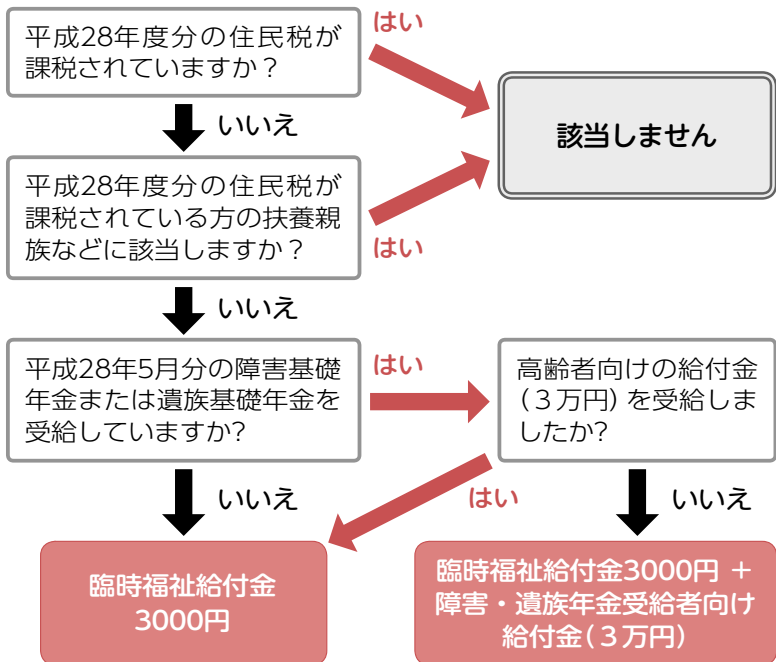 平成28年度分の住民税が
課税されていますか？
はい
該当しません
いいえ
平成28年度分の住民税が
課税されている方の扶養親
族などに該当しますか？
はい
いいえ
平成28年5月分の障害基礎
年金または遺族基礎年金を
受給していますか?
はい
高齢者向けの給付金
(３万円) を受給しま
したか?
いいえ
はい
いいえ
臨時福祉給付金
3000円
臨時福祉給付金3000円 ＋
障害・遺族年金受給者向け
給付金(３万円)